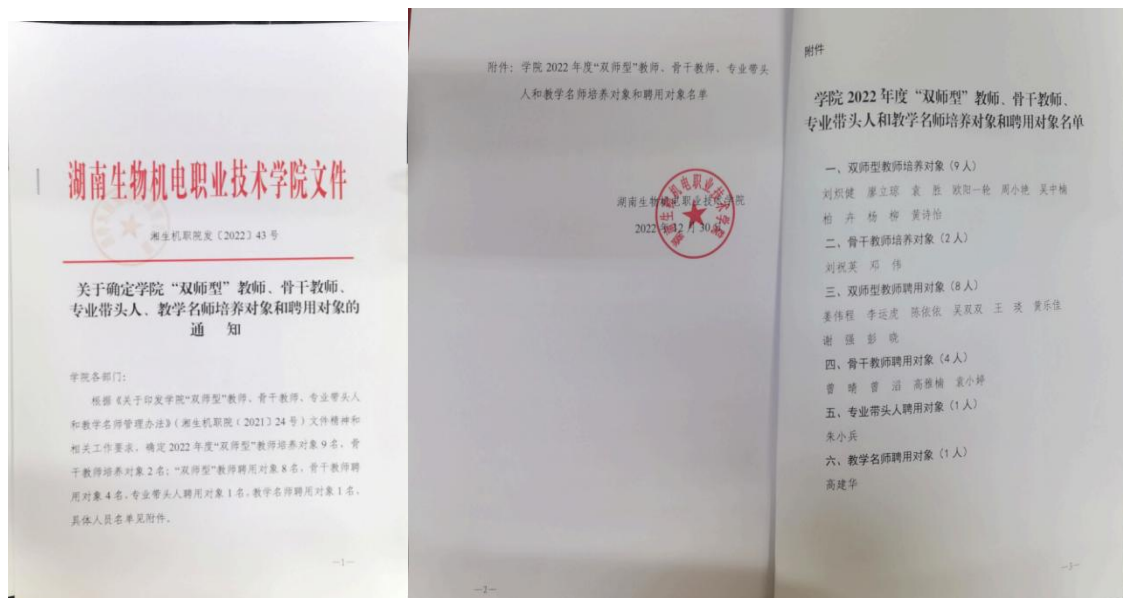 湖南生物机电职业技术学院文件
湘生机职院发〔2022〕43号
关于确定学院“双师型”教师、骨干教师、
专业带头人、教学名师培养对象和聘用对象的
通 知
学院各部门：
根据《关于印发学院“双师型”教师、骨干教师、专业带头人
和教学名师管理办法》（湘生机职院〔2021〕24号）文件精神和
相关工作要求，确定2022年度“双师型”教师培养对象9名，骨
干教师培养对象2名；“双师型”教师聘用对象8名，骨干教师聘
用对象4名，专业带头人聘用对象1名，教学名师聘用对象1名，
具体人员名单见附件。
—1—
附件：学院2022年度“双师型”教师、骨干教师、专业带头
人和教学名师培养对象和聘用对象名单
湖南生物机电职业技术学院
2022年12月30日
—2—
附件
学院2022年度“双师型”教师、骨干教师、
专业带头人和教学名师培养对象和聘用对象名单
一、双师型教师培养对象（9人）
刘炽健 廖立琼 袁 胜 欧阳一轮 周小艳 吴中楠
柏 卉 杨 柳 黄诗怡
二、骨干教师培养对象（2人）
刘祝英 邓 伟
三、双师型教师聘用对象（8人）
姜伟程 李运虎 陈依依 吴双双 王 瑛 黄乐佳
谢 强 彭 晓
四、骨干教师聘用对象（4人）
曹 晴 曾 滔 高雅楠 袁小婷
五、专业带头人聘用对象（1人）
朱小兵
六、教学名师聘用对象（1人）
高建华
—3—